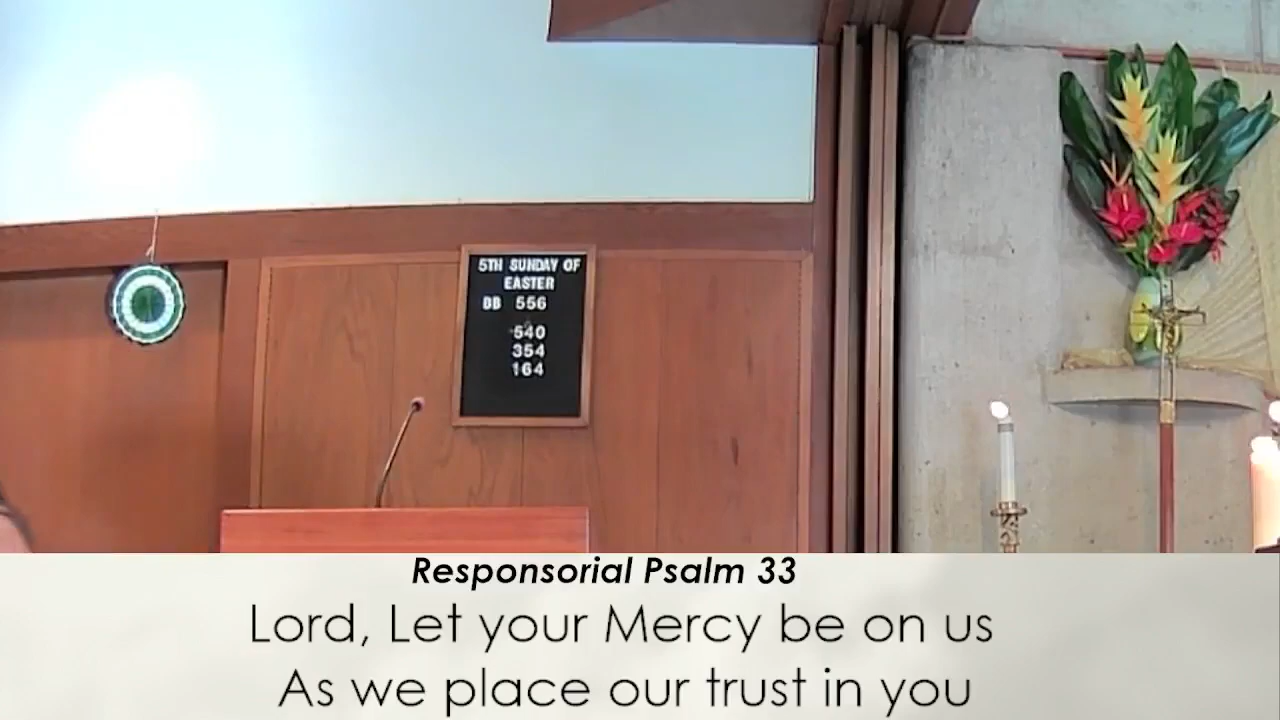 5TH SUNDAY OF
EASTER
BB 556
540
354
164
Responsorial Psalm 33
Lord, Let your Mercy be on us
As we place our trust in you